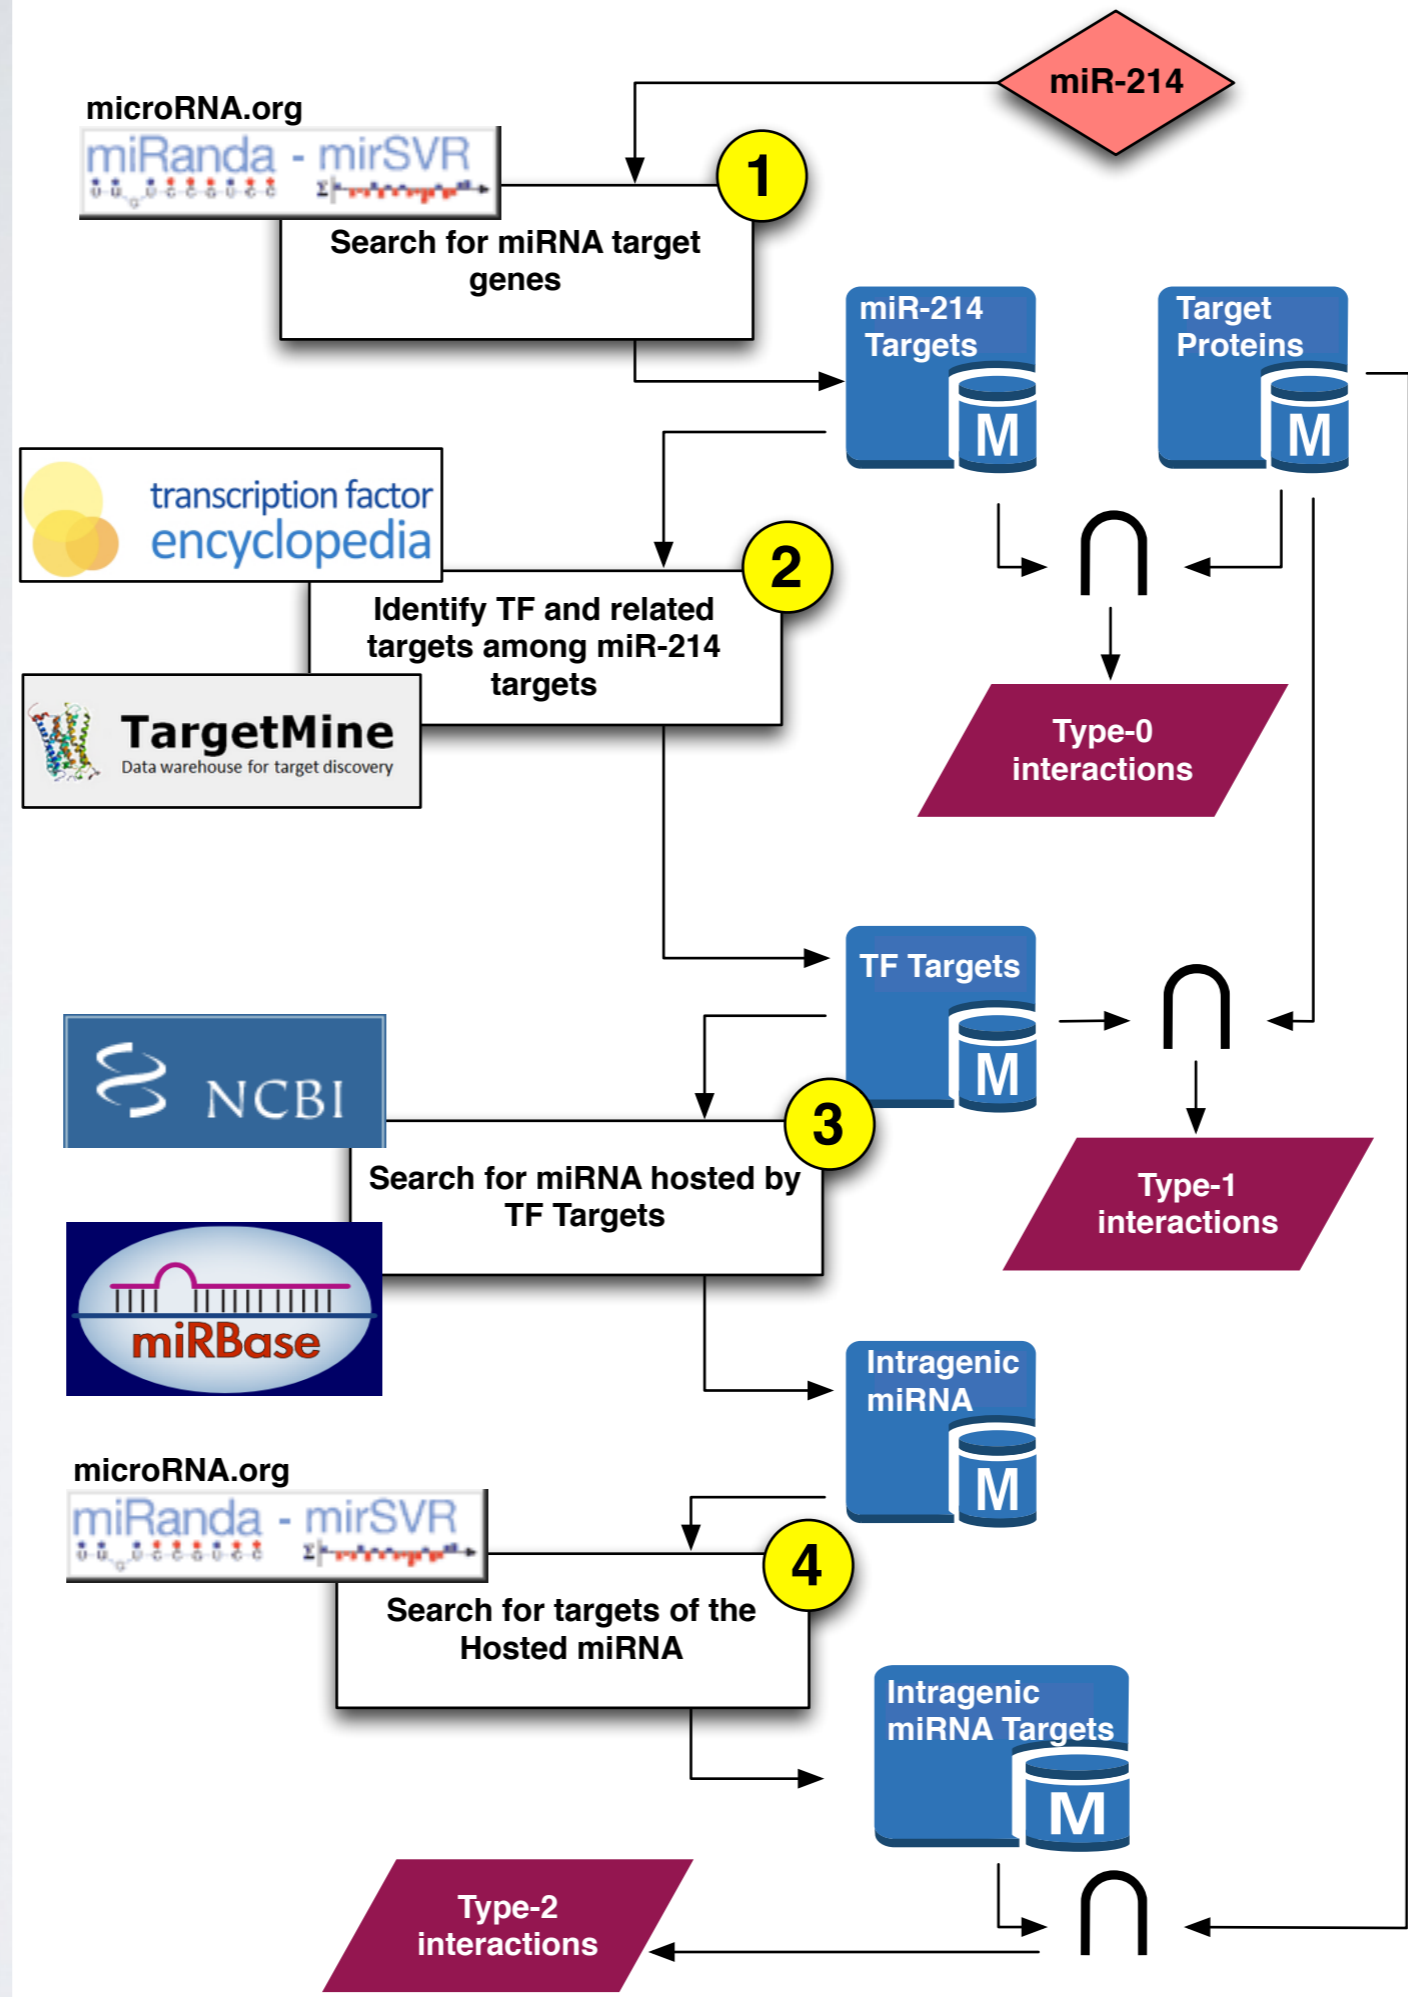 miR-214
microRNA.org
miRanda - mirSVR
1
Search for miRNA target
genes
miR-214
Targets
M
Target
Proteins
M
transcription factor
encyclopedia
2
Identify TF and related
targets among miR-214
targets
TargetMine
Data warehouse for target discovery
Type-0
interactions
TF Targets
M
NCBI
3
Search for miRNA hosted by
TF Targets
Type-1
interactions
miRBase
Intragenic
miRNA
M
microRNA.org
miRanda - mirSVR
4
Search for targets of the
Hosted miRNA
Intragenic
miRNA Targets
M
Type-2
interactions